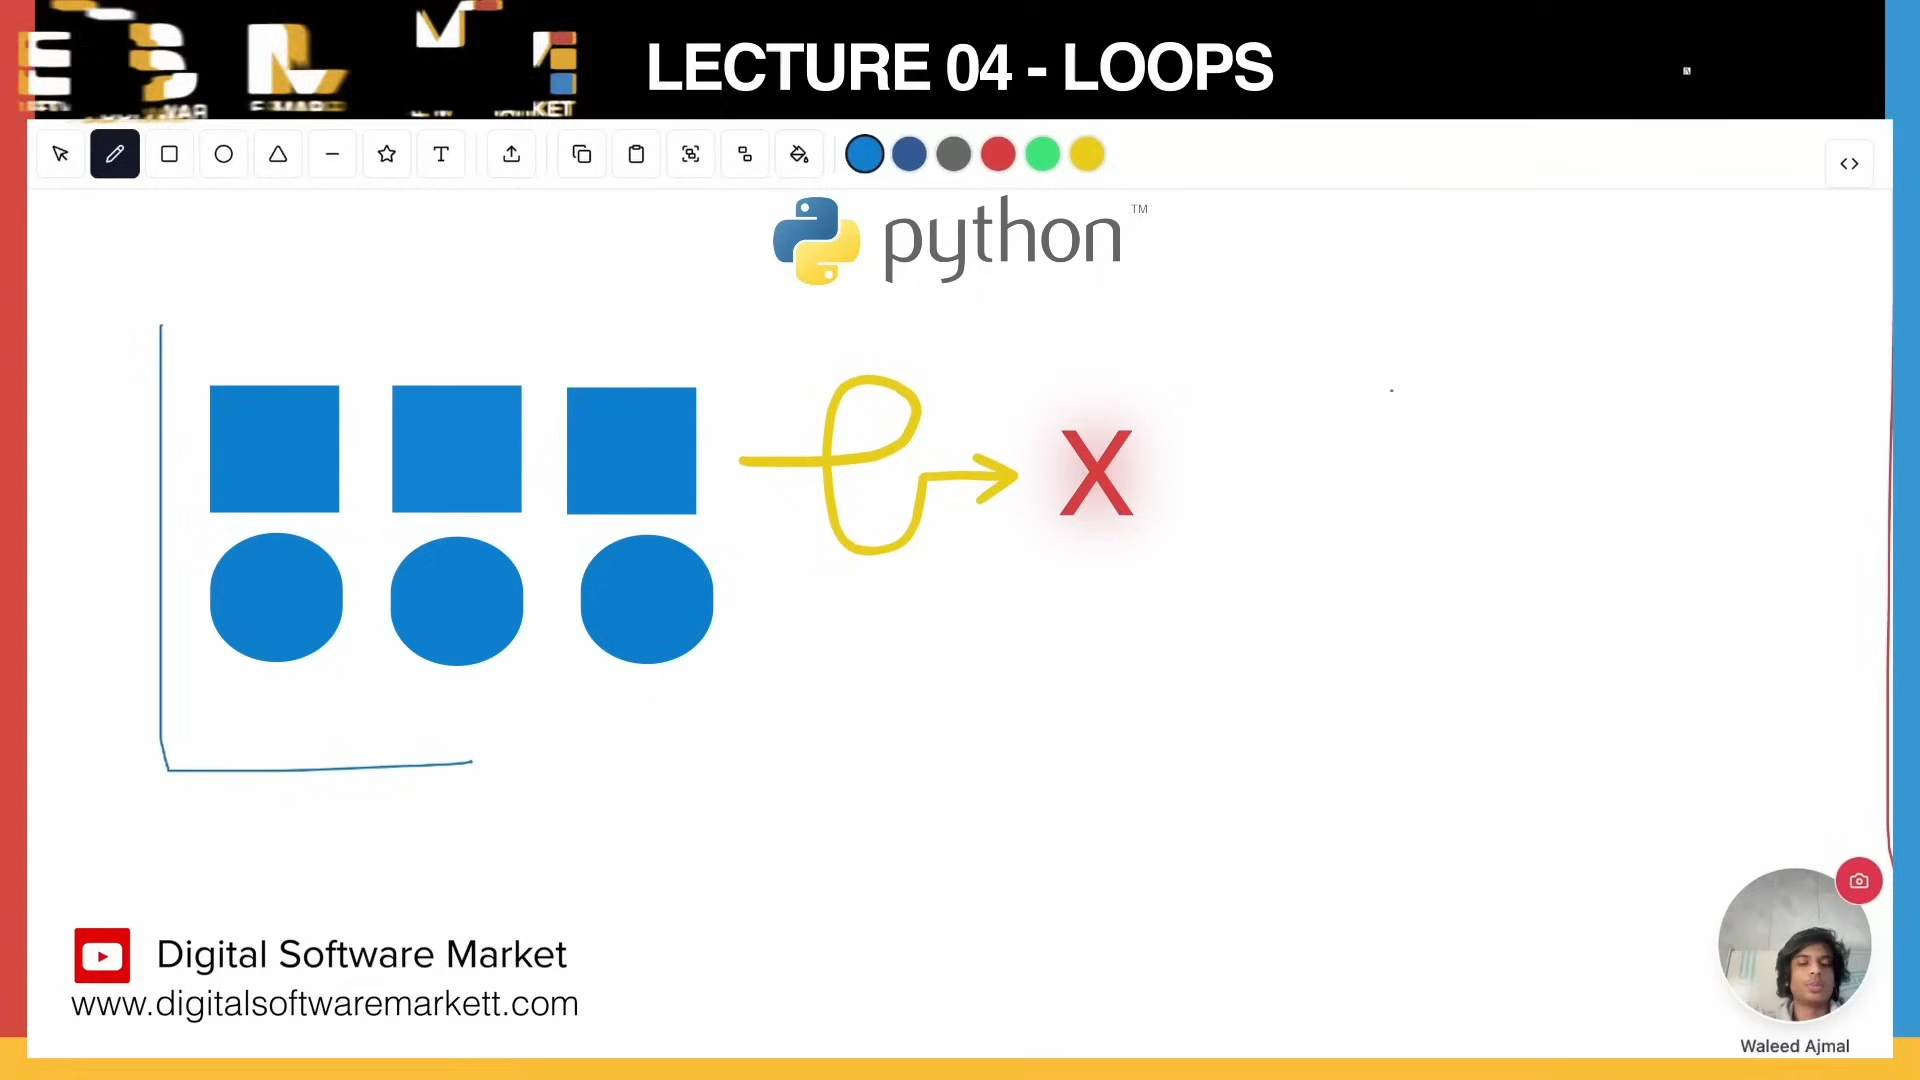 LECTURE 04 - LOOPS
T
python TM
X
Digital Software Market
www.digitalsoftwaremarkett.com
Waleed Ajmal